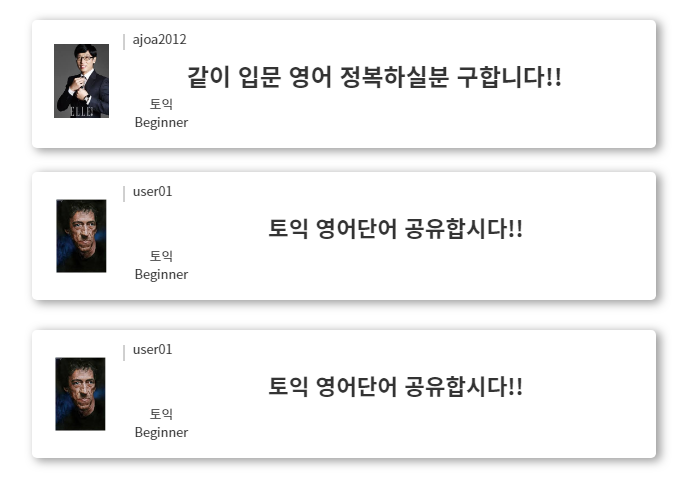 ajoa2012
같이 입문 영어 정복하실분 구합니다!!
ELLE
토익
Beginner
user01
토익 영어단어 공유합시다!!
토익
Beginner
user01
토익 영어단어 공유합시다!!
토익
Beginner